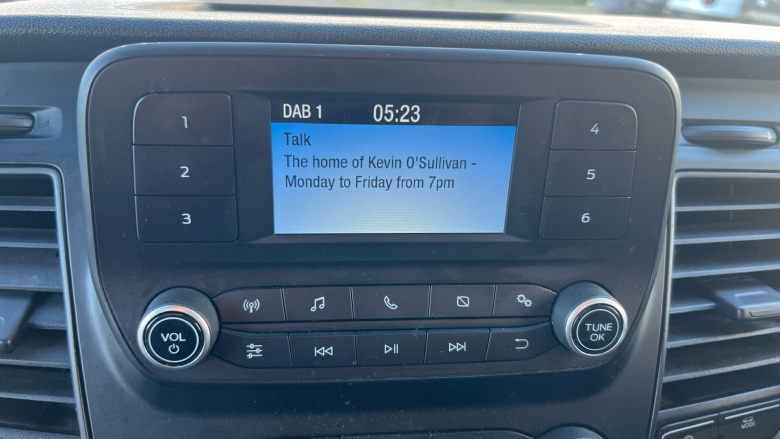 DAB 1 05:23
Talk
The home of Kevin O'Sullivan -
Monday to Friday from 7pm
1
2
3
4
5
6
VOL
TUNE
OK
MODE